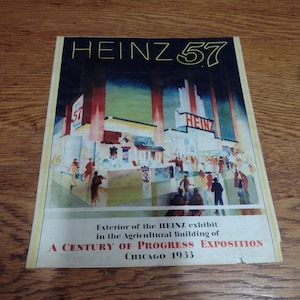 HEINZ 57
57
HEINZ
Exterior of the HEINZ exhibit
in the Agricultural Building of
A CENTURY OF PROGRESS EXPOSITION
CHICAGO 1933